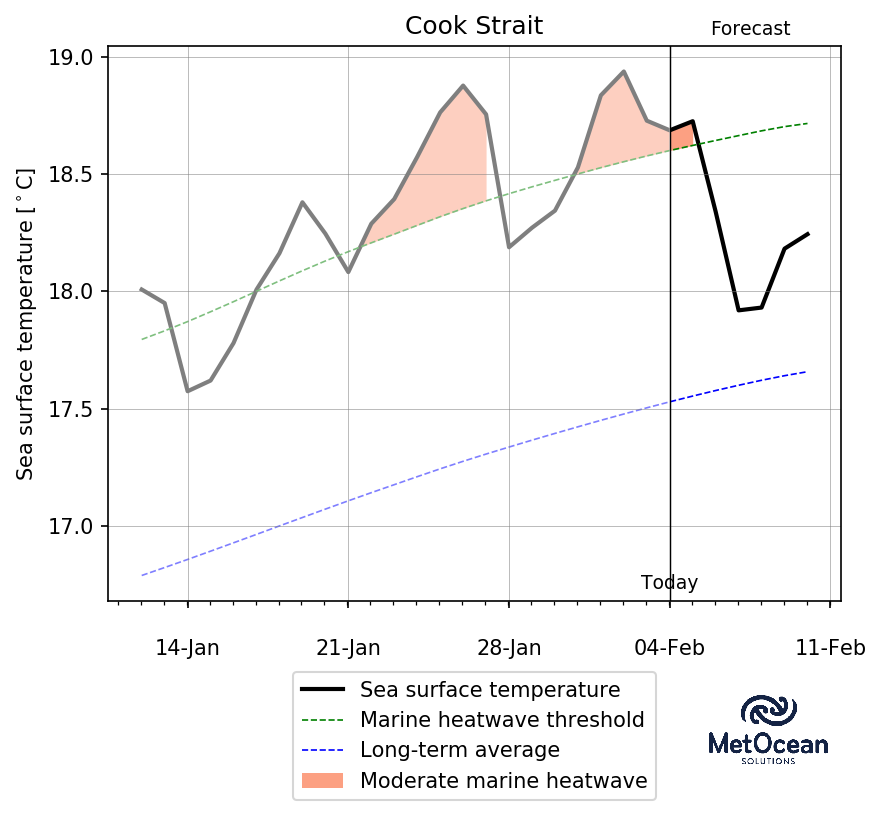 Cook Strait
Forecast
Sea surface temperature [°C]
19.0
18.5
18.0
17.5
17.0
Today
14-Jan 21-Jan 28-Jan 04-Feb 11-Feb
Sea surface temperature
Marine heatwave threshold
Long-term average
Moderate marine heatwave
MetOcean
SOLUTIONS